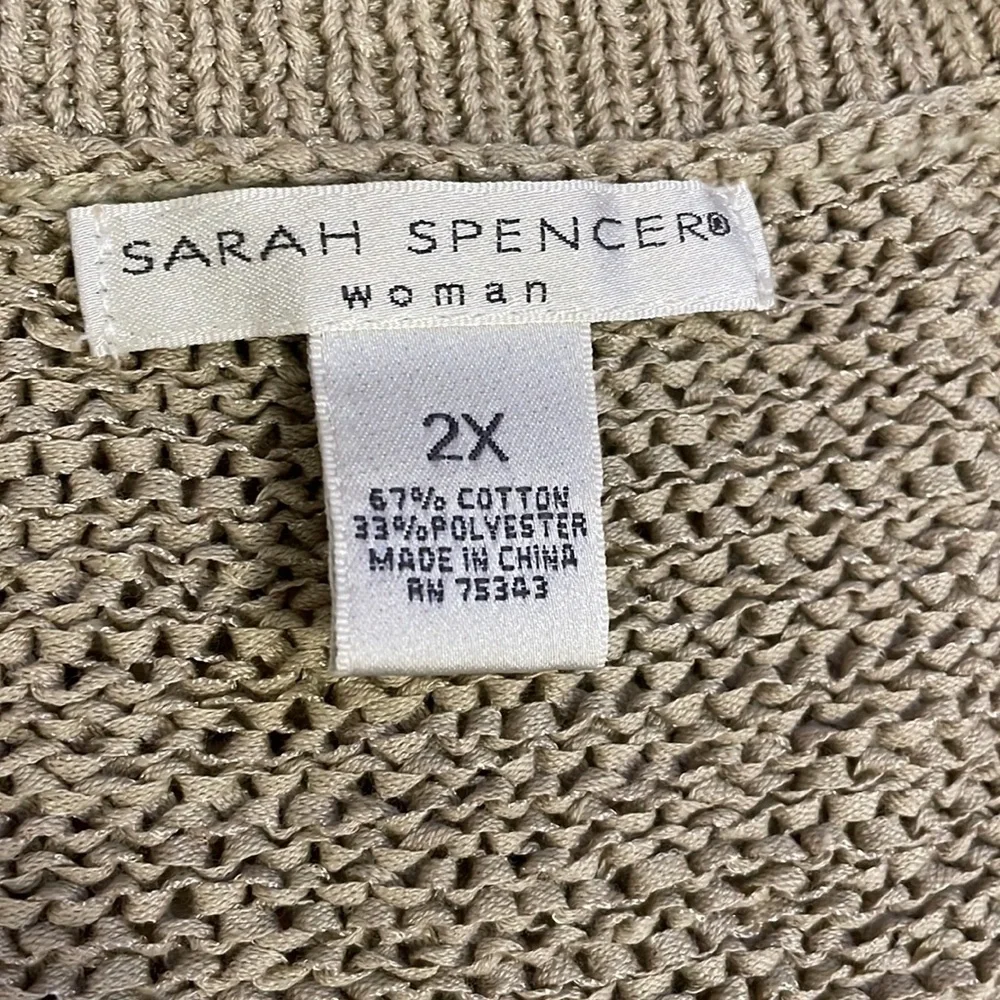 SARAH SPENCER®
woman
2X
67% COTTON
33%POLYESTER
MADE IN CHINA
RN 75343